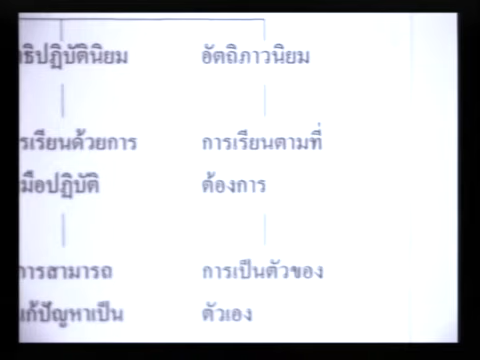 ธิปฏิบัตินิยม อัตถิภาวนิยม
รเรียนด้วยการ การเรียนตามที่
มือปฏิบัติ ต้องการ
การสามารถ การเป็นตัวของ
แก้ปัญหาเป็น ตัวเอง